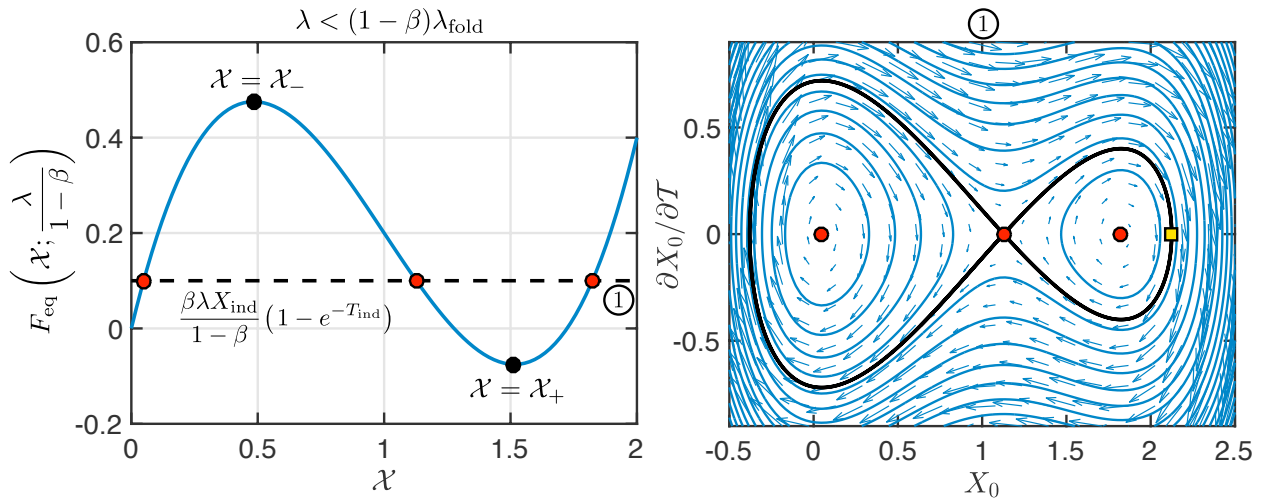 λ < (1 − β)λ_fold
0.6
0.4
0.2
0
-0.2
F_eq (𝒳; λ/(1 − β))
𝒳 = 𝒳₋
βλX_ind/(1 − β) (1 − e^{−T_ind})
①
𝒳 = 𝒳₊
0 0.5 1 1.5 2
𝒳
①
0.5
0
-0.5
∂X₀/∂𝒯
-0.5 0 0.5 1 1.5 2 2.5
X₀